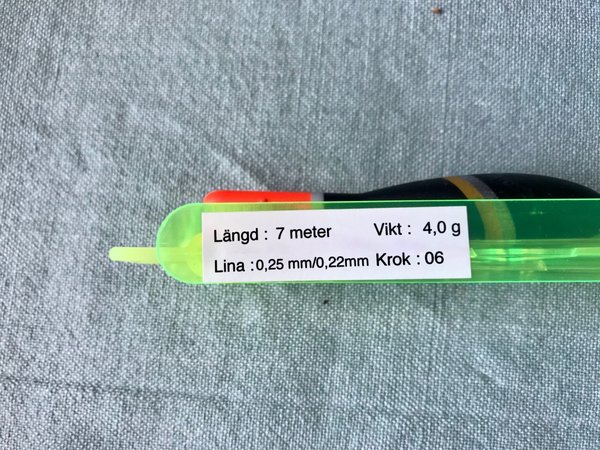 Längd : 7 meter Vikt : 4,0 g
Lina : 0,25 mm/0,22mm Krok : 06